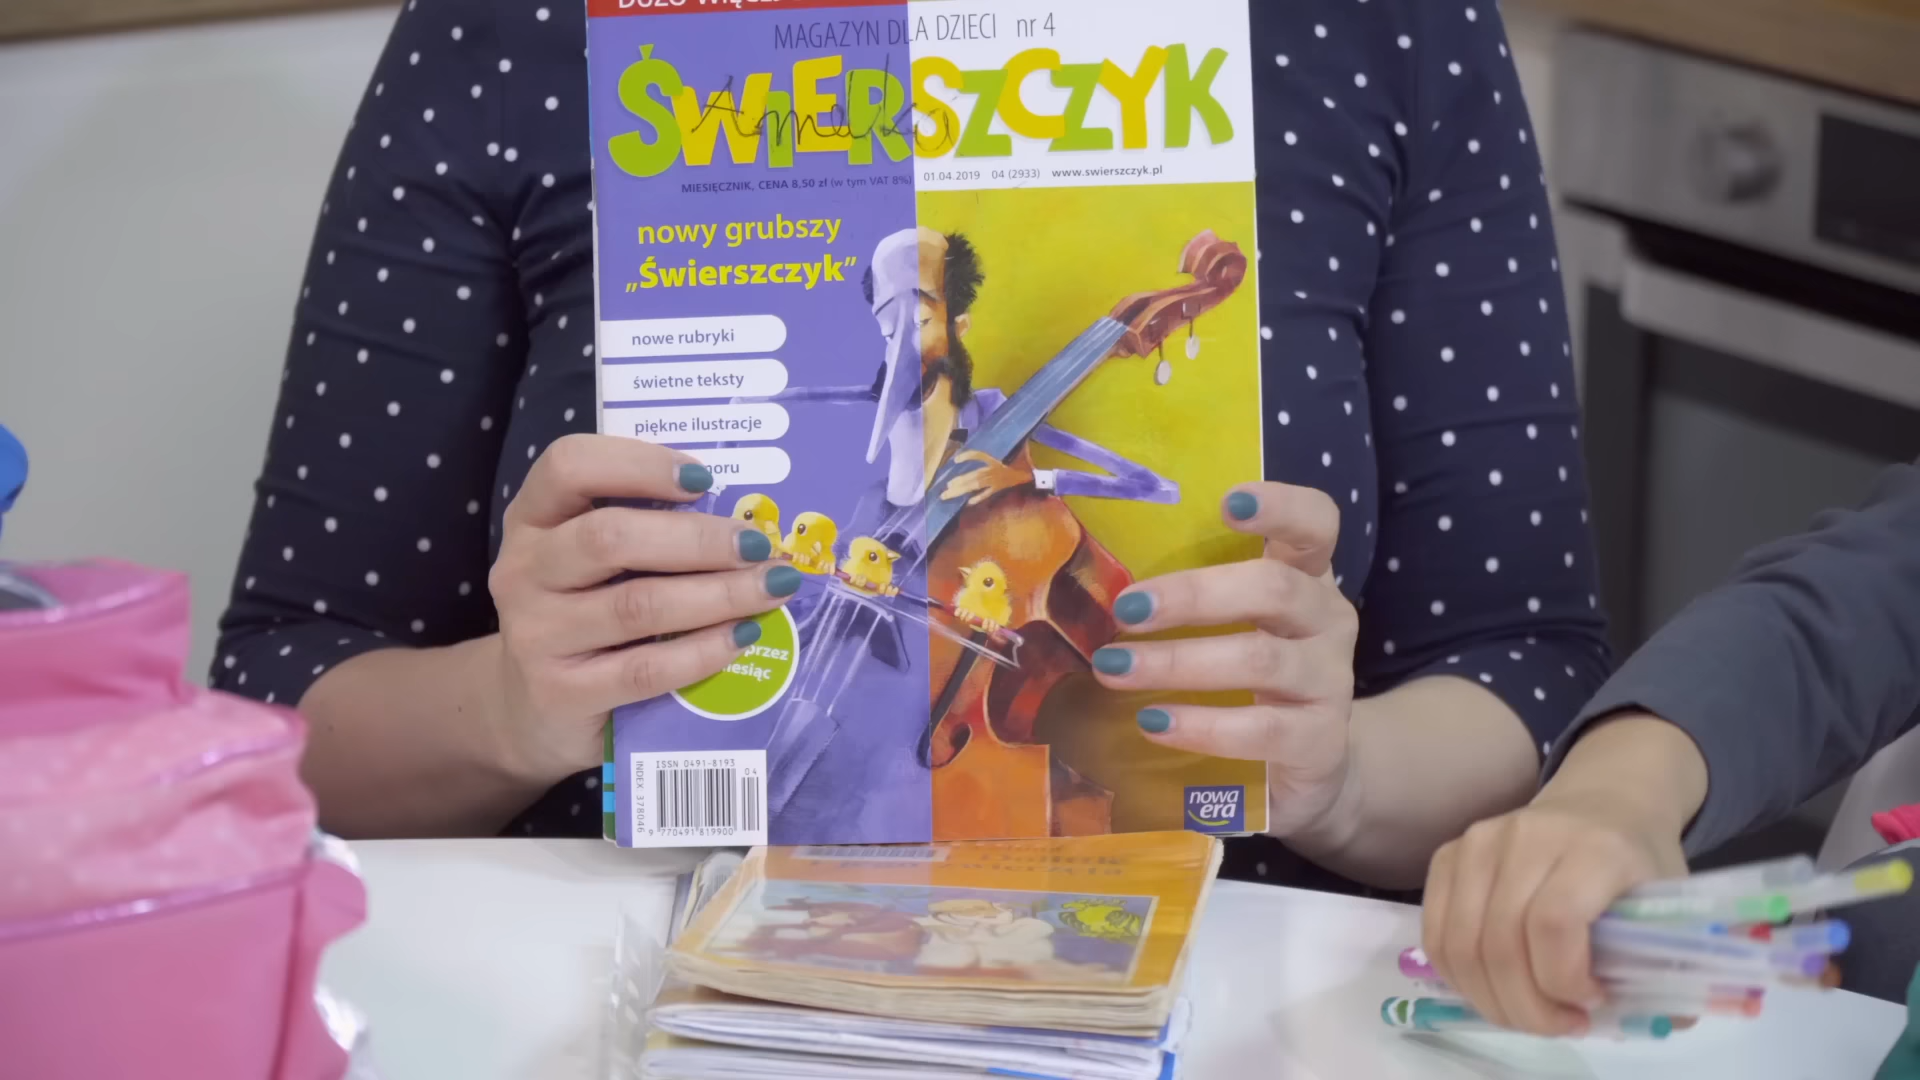 MAGAZYN DLA DZIECI nr 4
ŚWIERSZCZYK
Amelka
MIESIĘCZNIK, CENA 8,50 zł (w tym VAT 8%) 01.04.2019 04 (2933) www.swierszczyk.pl
nowy grubszy
„Świerszczyk”
nowe rubryki
świetne teksty
piękne ilustracje
przez
ISSN 0491-8193
04
INDEX 378046
9 770491 819900
nowa
era